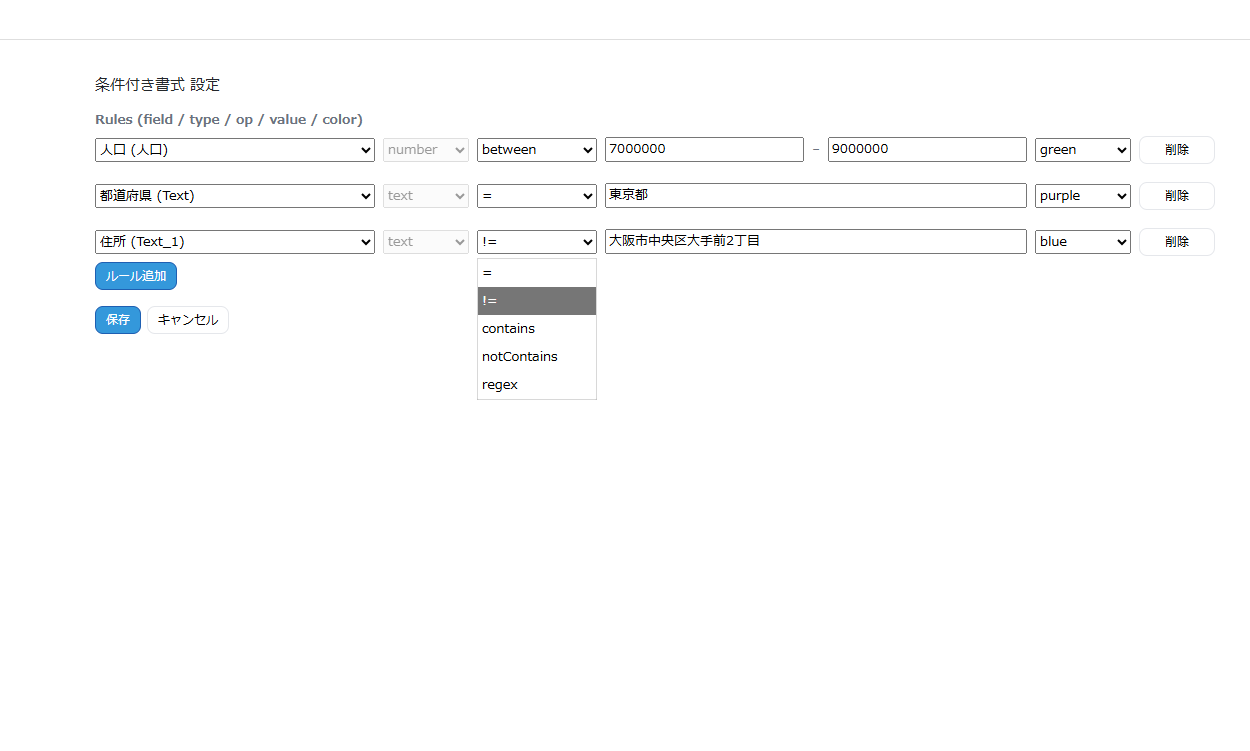 条件付き書式 設定
Rules (field / type / op / value / color)
人口 (人口) number between 7000000 – 9000000 green 削除
都道府県 (Text) text = 東京都 purple 削除
住所 (Text_1) text != 大阪市中央区大手前2丁目 blue 削除
ルール追加
=
!=
保存 キャンセル
contains
notContains
regex